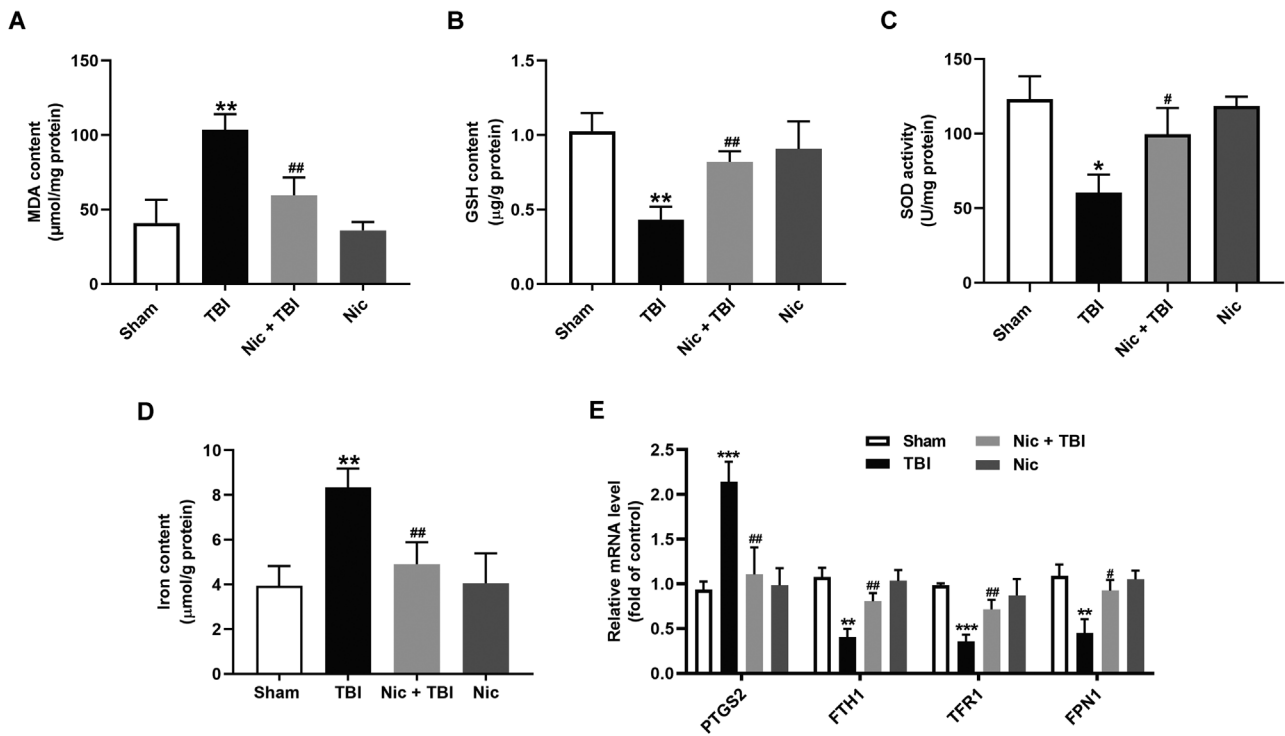 A
MDA content
(μmol/mg protein)
150
100
50
0
**
##
Sham
TBI
Nic + TBI
Nic
B
GSH content
(μg/g protein)
1.5
1.0
0.5
0.0
**
##
Sham
TBI
Nic + TBI
Nic
C
SOD activity
(U/mg protein)
150
100
50
0
*
#
Sham
TBI
Nic + TBI
Nic
D
Iron content
(μmol/g protein)
10
8
6
4
2
0
**
##
Sham
TBI
Nic + TBI
Nic
E
Sham
TBI
Nic + TBI
Nic
Relative mRNA level
(fold of control)
2.5
2.0
1.5
1.0
0.5
0.0
***
##
**
##
***
##
**
#
PTGS2
FTH1
TFR1
FPN1